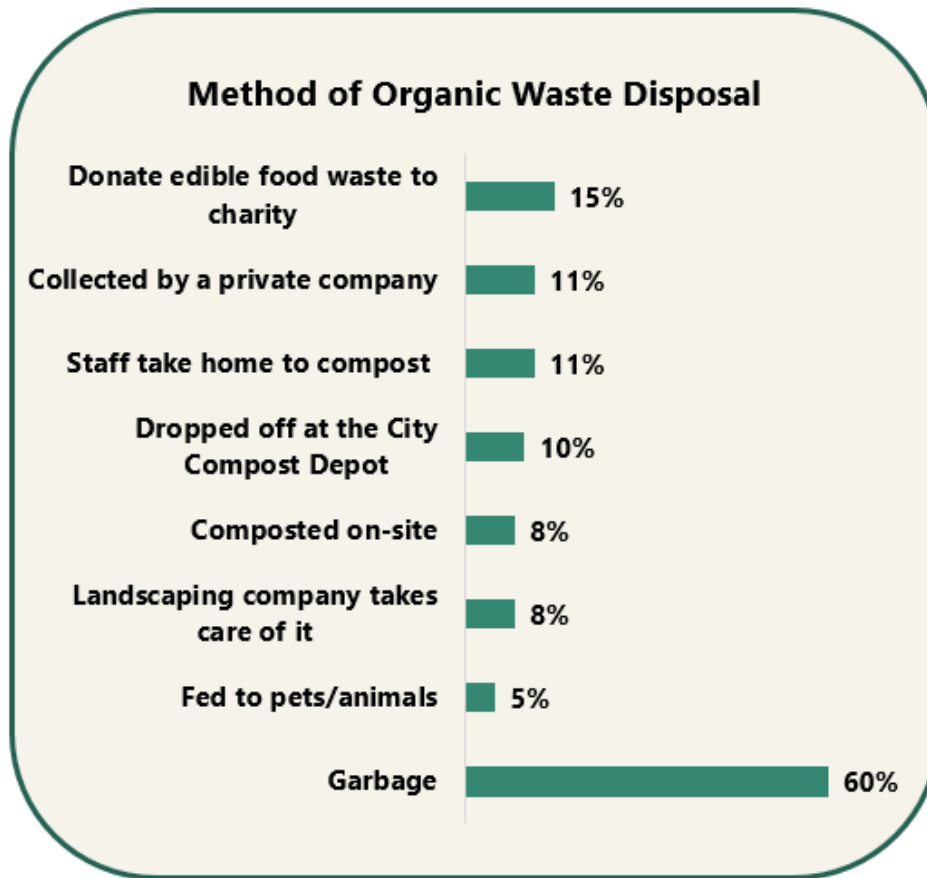 Method of Organic Waste Disposal
Donate edible food waste to
charity
15%
Collected by a private company
11%
Staff take home to compost
11%
Dropped off at the City
Compost Depot
10%
Composted on-site
8%
Landscaping company takes
care of it
8%
Fed to pets/animals
5%
Garbage
60%